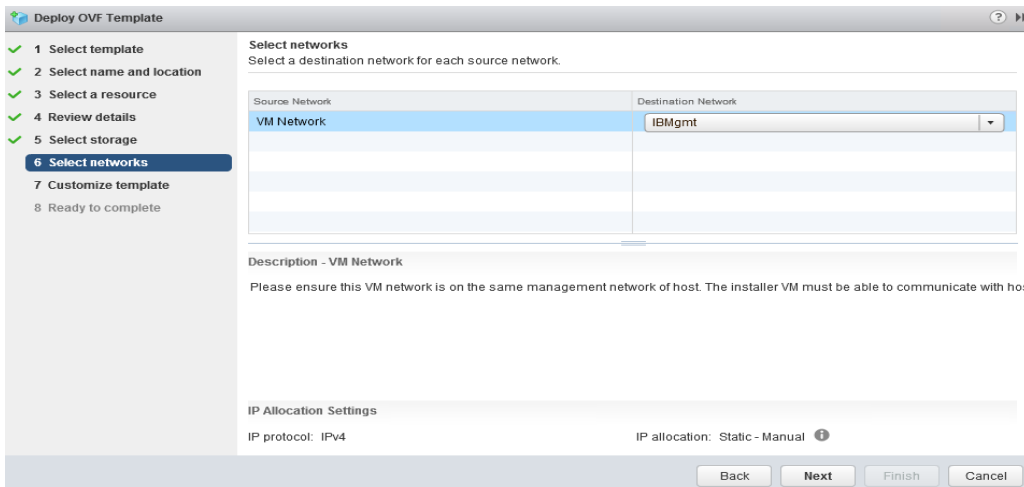 Deploy OVF Template
?
1 Select template
2 Select name and location
3 Select a resource
4 Review details
5 Select storage
6 Select networks
7 Customize template
8 Ready to complete
Select networks
Select a destination network for each source network.
Source Network Destination Network
VM Network IBMgmt
Description - VM Network
Please ensure this VM network is on the same management network of host. The installer VM must be able to communicate with hos
IP Allocation Settings
IP protocol: IPv4 IP allocation: Static - Manual
Back Next Finish Cancel